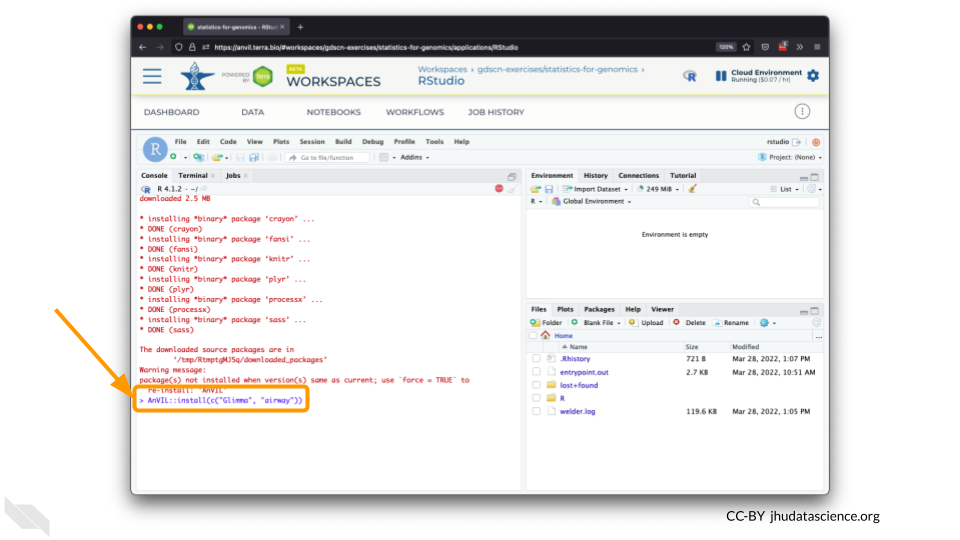 statistics-for-genomics - RStudi
https://anvil.terra.bio/#workspaces/gdscn-exercises/statistics-for-genomics/applications/RStudio
120%
POWERED BY
Terra
BETA
WORKSPACES
Workspaces › gdscn-exercises/statistics-for-genomics ›
RStudio
R
Cloud Environment
Running ($0.07 / hr)
DASHBOARD DATA NOTEBOOKS WORKFLOWS JOB HISTORY
R
File Edit Code View Plots Session Build Debug Profile Tools Help
rstudio
Go to file/function
Addins
Project: (None)
Console Terminal Jobs
R 4.1.2 · ~/
downloaded 2.5 MB
* installing *binary* package 'crayon' ...
* DONE (crayon)
* installing *binary* package 'fansi' ...
* DONE (fansi)
* installing *binary* package 'knitr' ...
* DONE (knitr)
* installing *binary* package 'plyr' ...
* DONE (plyr)
* installing *binary* package 'processx' ...
* DONE (processx)
* installing *binary* package 'sass' ...
* DONE (sass)
The downloaded source packages are in
Warning message:
package(s) not installed when version(s) same as current; use `force = TRUE` to
re-install: 'AnVIL'
> AnVIL::install(c("Glimma", "airway"))
Environment History Connections Tutorial
Import Dataset
249 MiB
List
R
Global Environment
Environment is empty
Files Plots Packages Help Viewer
Folder Blank File Upload Delete Rename
Home
...
Name Size Modified
.Rhistory 721 B Mar 28, 2022, 1:07 PM
entrypoint.out 2.7 KB Mar 28, 2022, 10:51 AM
lost+found
R
welder.log 119.6 KB Mar 28, 2022, 1:05 PM
CC-BY jhudatascience.org